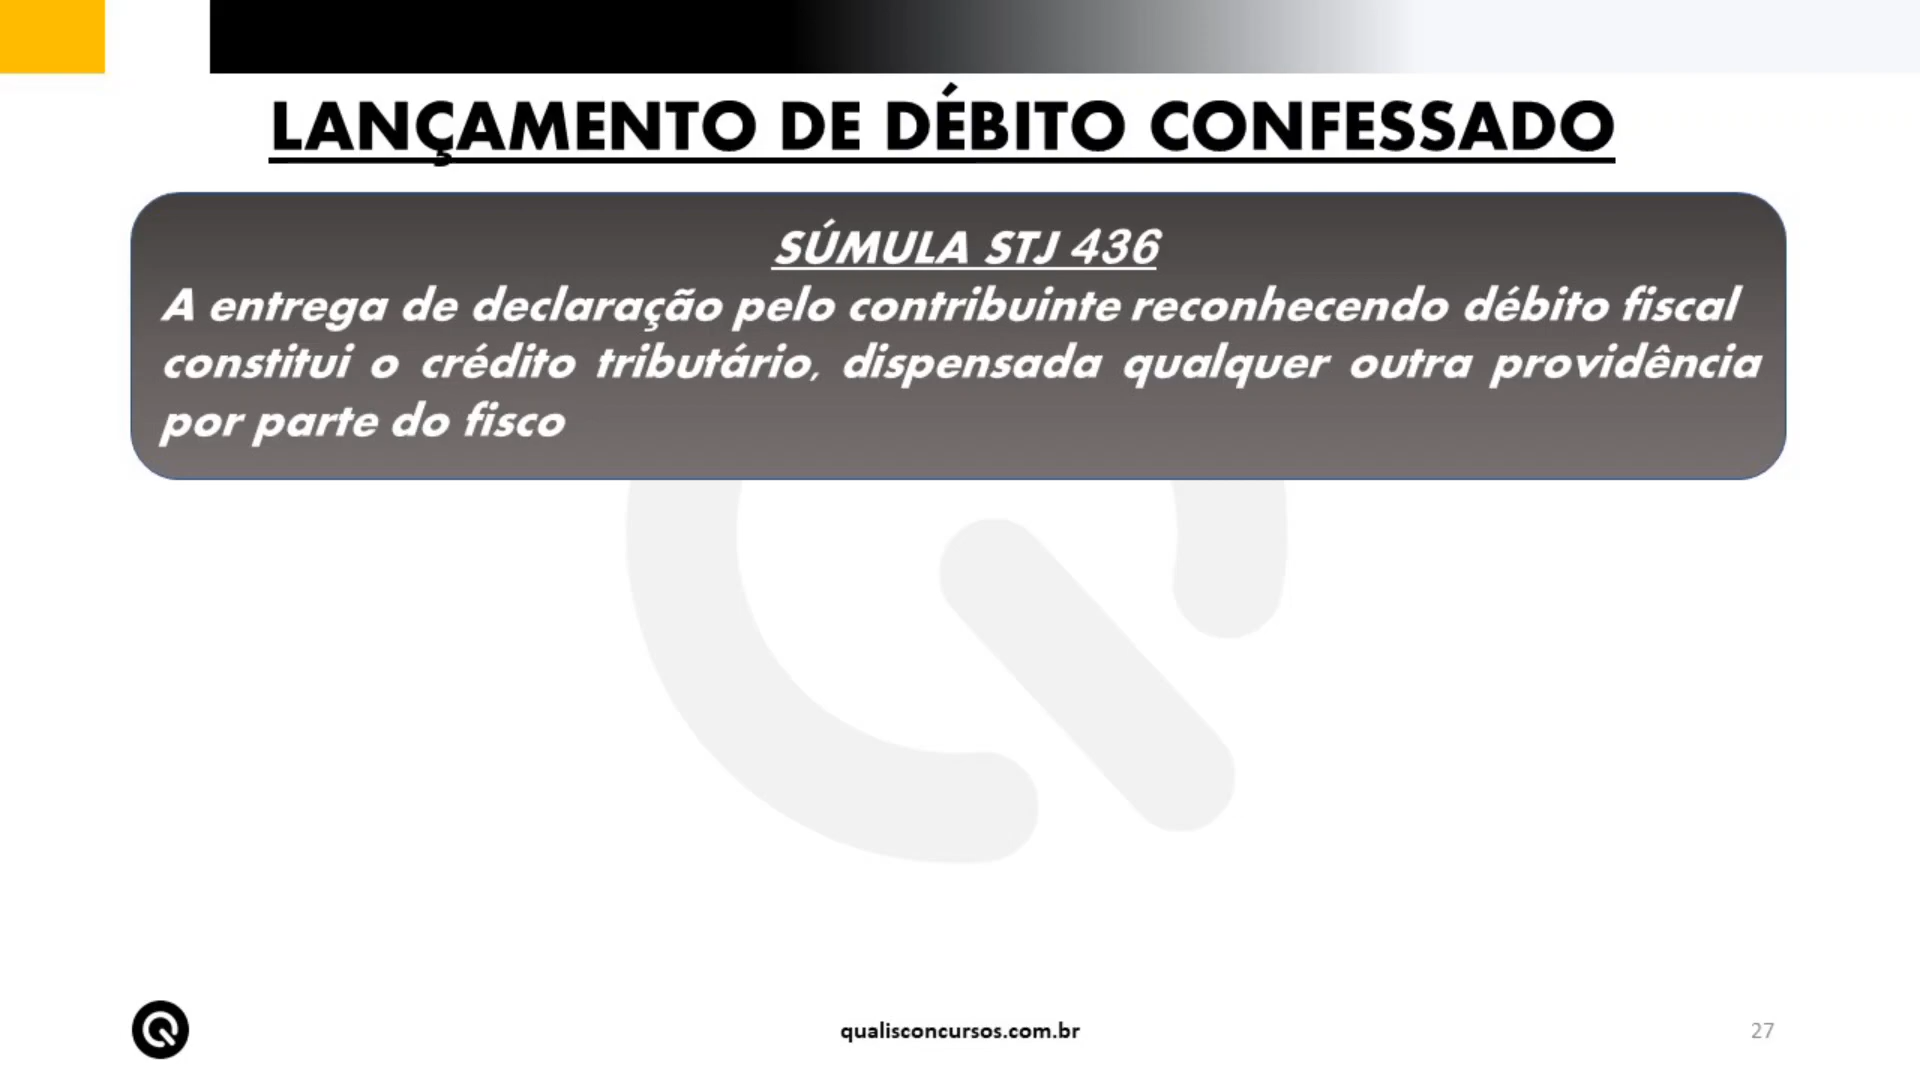 LANÇAMENTO DE DÉBITO CONFESSADO
SÚMULA STJ 436
A entrega de declaração pelo contribuinte reconhecendo débito fiscal
constitui o crédito tributário, dispensada qualquer outra providência
por parte do fisco
qualisconcursos.com.br
27